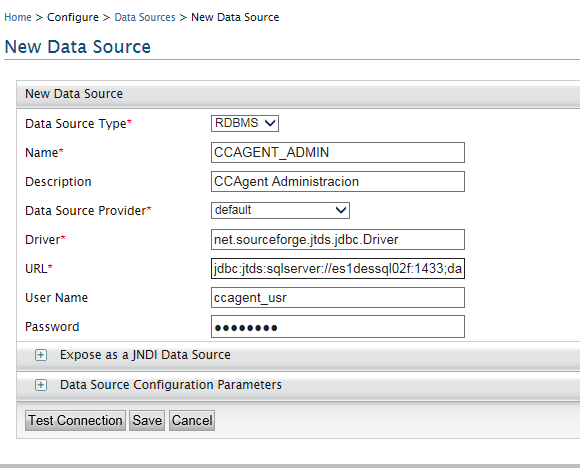 Home > Configure > Data Sources > New Data Source
New Data Source
New Data Source
Data Source Type* RDBMS
Name* CCAGENT_ADMIN
Description CCAgent Administracion
Data Source Provider* default
Driver* net.sourceforge.jtds.jdbc.Driver
URL* jdbc:jtds:sqlserver://es1dessql02f:1433;da
User Name ccagent_usr
Password ●●●●●●●●
Expose as a JNDI Data Source
Data Source Configuration Parameters
Test Connection Save Cancel